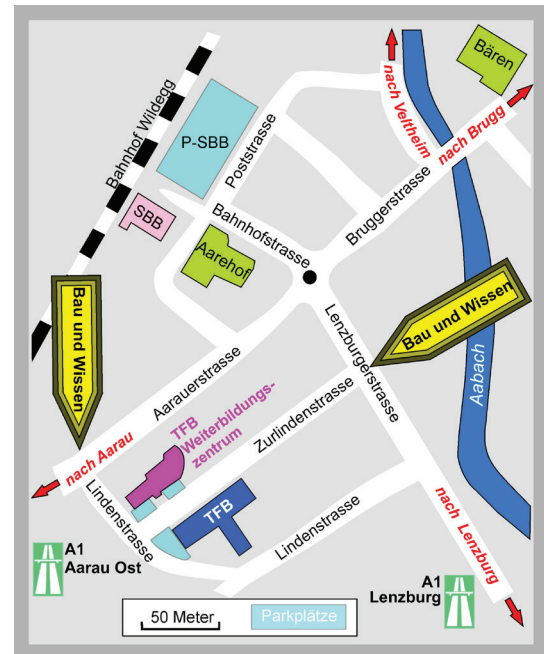 Bären
nach Veltheim
nach Brugg
Bahnhof Wildegg
P-SBB
Poststrasse
SBB
Bahnhofstrasse
Bruggerstrasse
Aarehof
Bau und Wissen
Bau und Wissen
Lenzburgerstrasse
Aabach
Aarauerstrasse
TFB
Weiterbildungs-
zentrum
Zurlindenstrasse
nach Aarau
TFB
Lindenstrasse
Lindenstrasse
nach Lenzburg
A1
Aarau Ost
A1
Lenzburg
50 Meter
Parkplätze